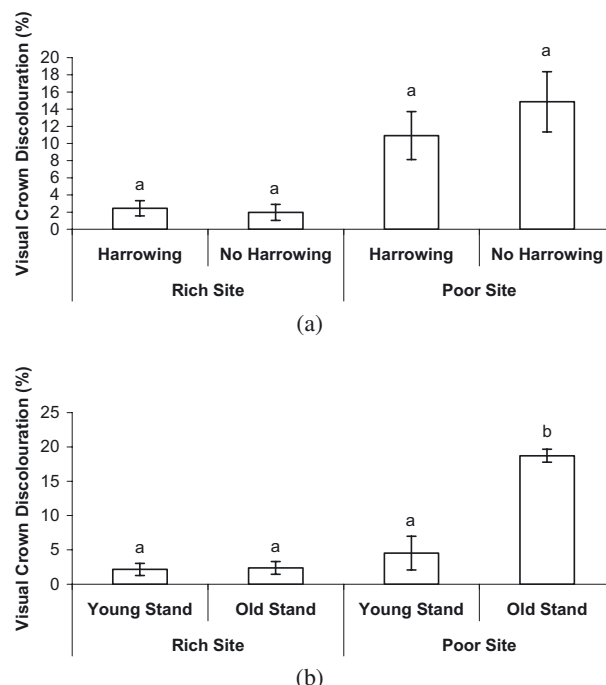 Visual Crown Discolouration (%)
20
18
16
14
12
10
8
6
4
2
0
a
a
a
a
Harrowing
No Harrowing
Harrowing
No Harrowing
Rich Site
Poor Site
(a)
Visual Crown Discolouration (%)
25
20
15
10
5
0
a
a
a
b
Young Stand
Old Stand
Young Stand
Old Stand
Rich Site
Poor Site
(b)